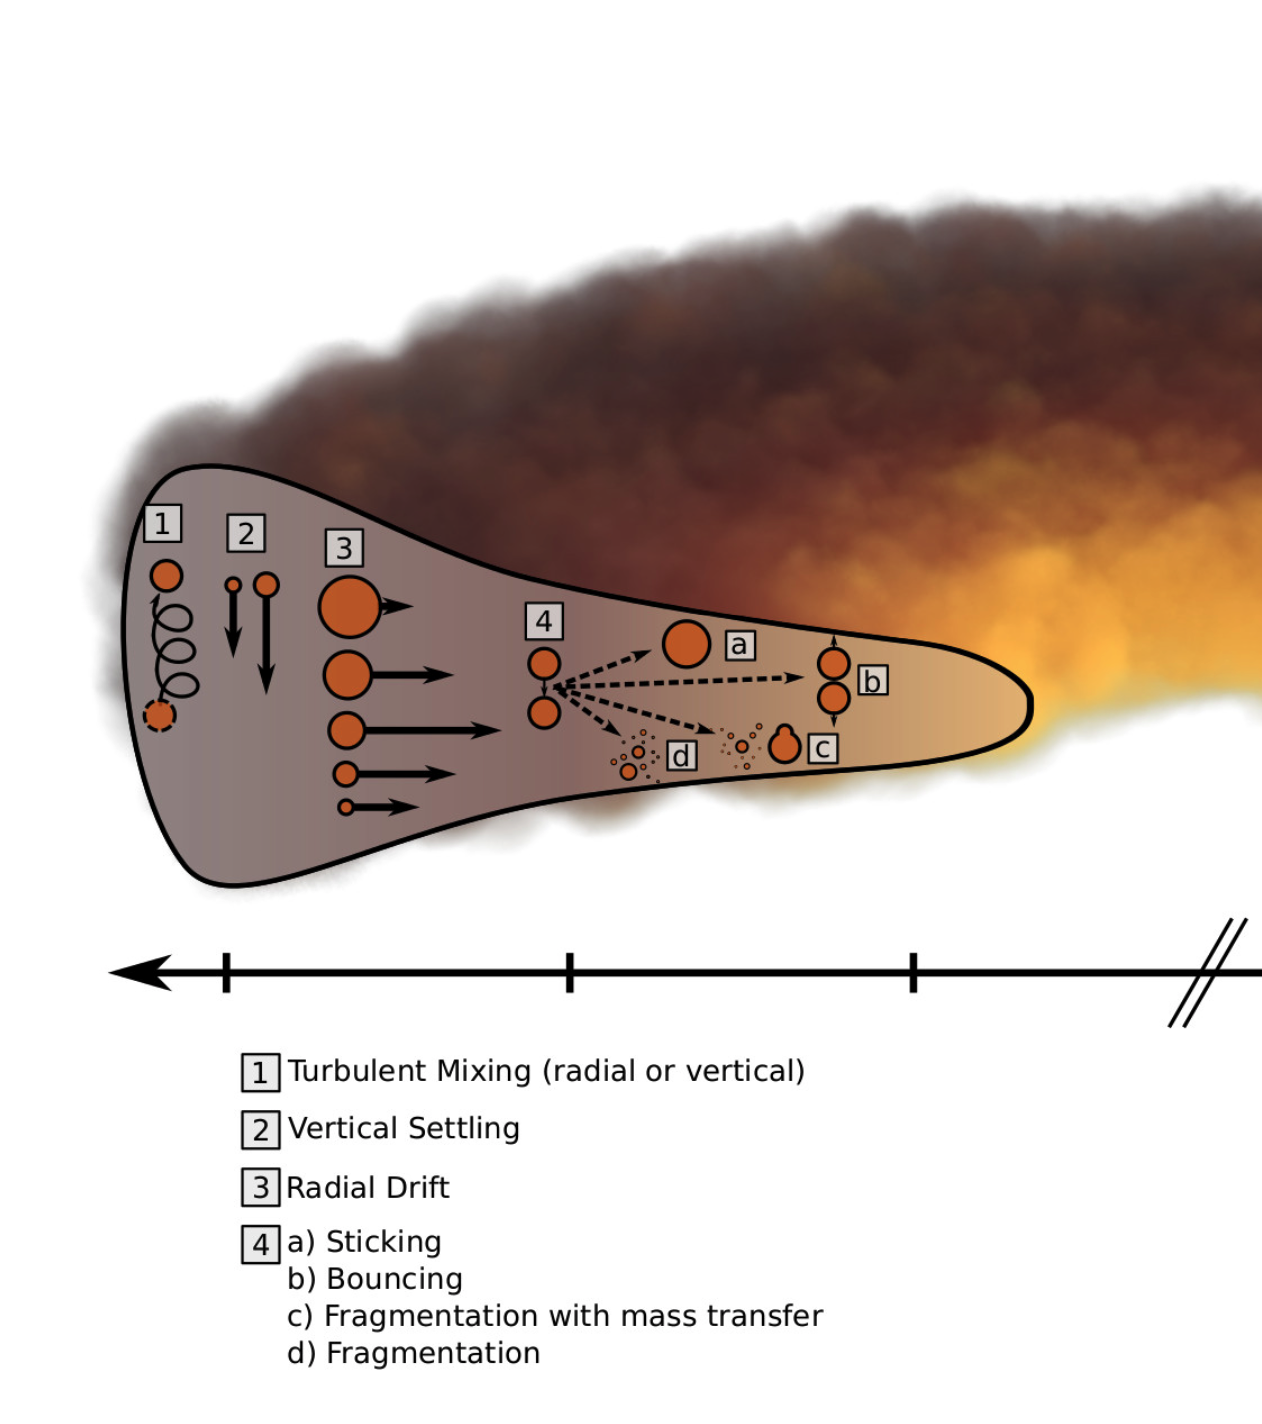 1
2
3
4
a
b
c
d
1 Turbulent Mixing (radial or vertical)
2 Vertical Settling
3 Radial Drift
4 a) Sticking
b) Bouncing
c) Fragmentation with mass transfer
d) Fragmentation